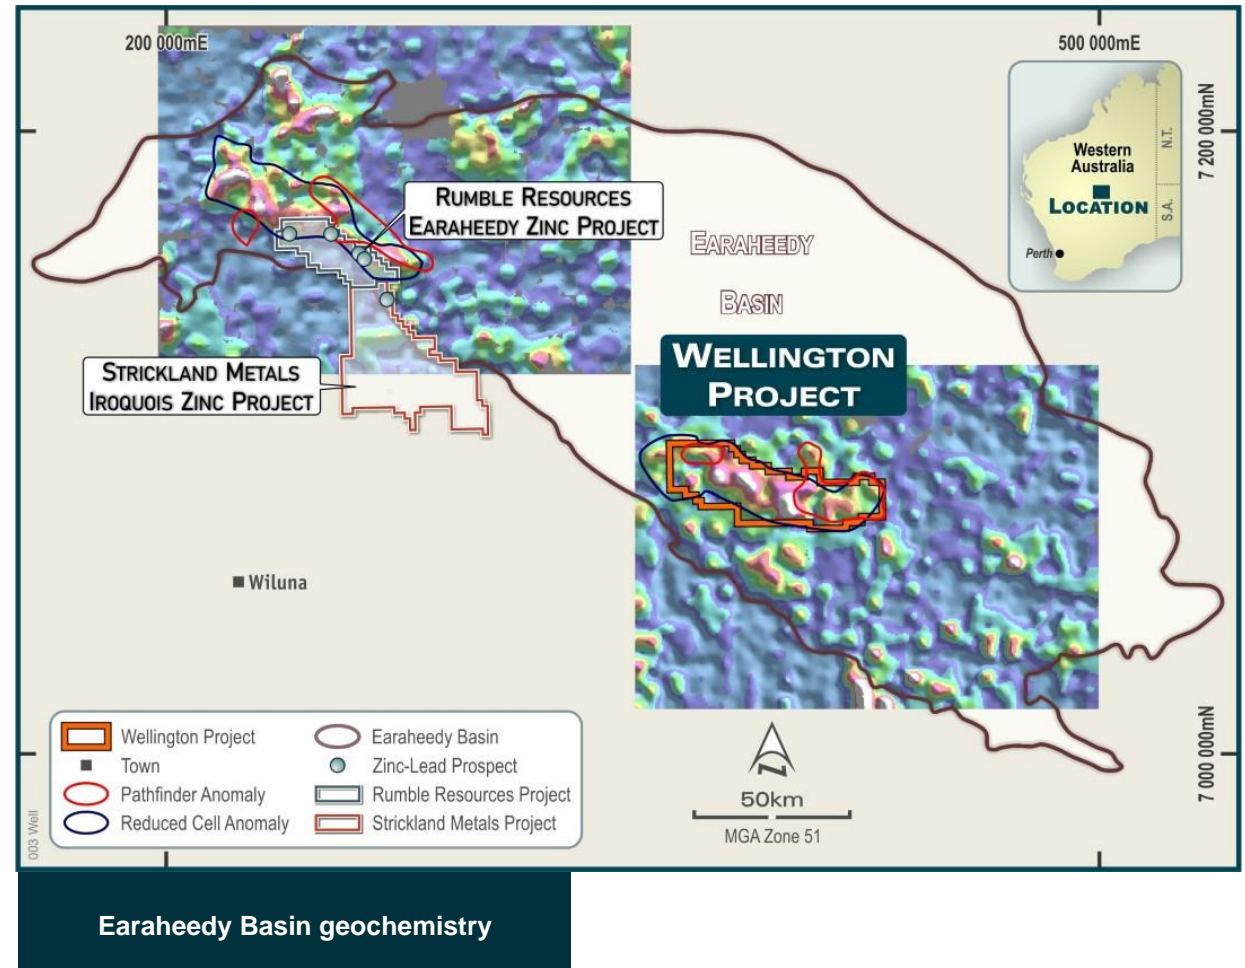 200 000mE
500 000mE
7 200 000mN
Western
Australia
N.T.
S.A.
LOCATION
Perth
RUMBLE RESOURCES
EARAHEEDY ZINC PROJECT
EARAHEEDY
BASIN
WELLINGTON
PROJECT
STRICKLAND METALS
IROQUOIS ZINC PROJECT
Wiluna
Wellington Project
Town
Pathfinder Anomaly
Reduced Cell Anomaly
Earaheedy Basin
Zinc-Lead Prospect
Rumble Resources Project
Strickland Metals Project
003 Well
N
50km
MGA Zone 51
7 000 000mN
Earaheedy Basin geochemistry